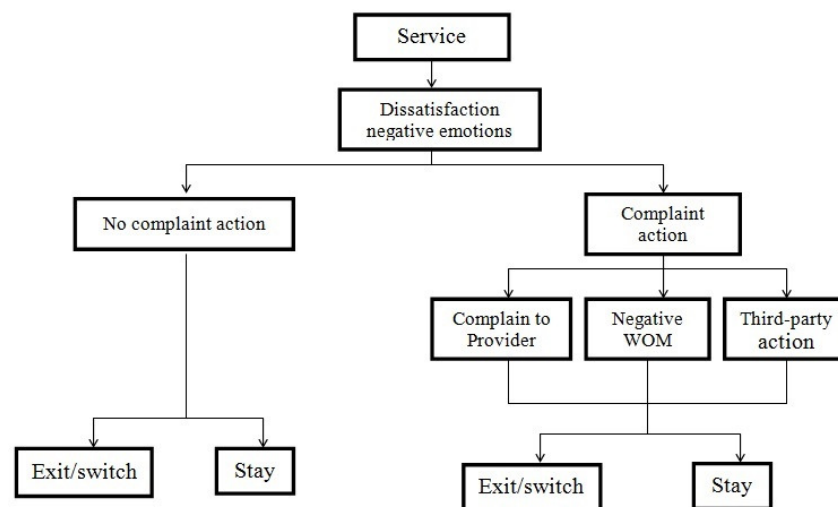 Service
Dissatisfaction
negative emotions
No complaint action
Complaint
action
Complain to
Provider
Negative
WOM
Third-party
action
Exit/switch
Stay
Exit/switch
Stay